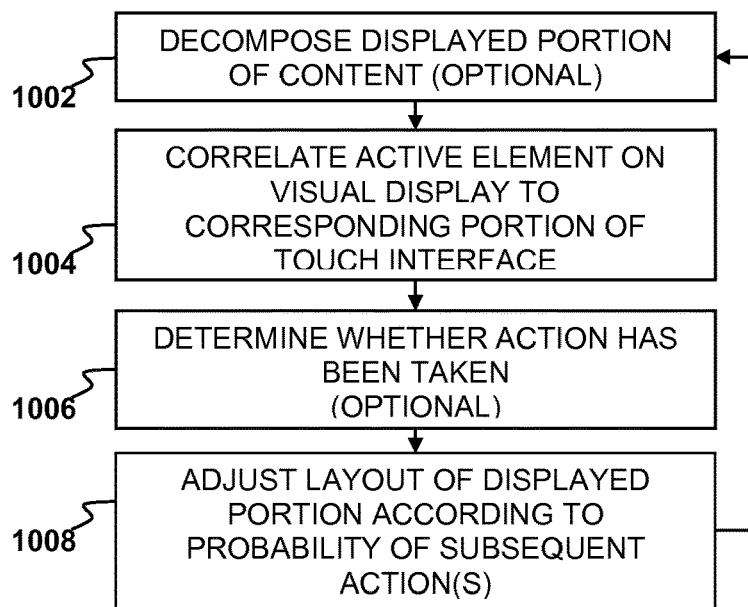 DECOMPOSE DISPLAYED PORTION
OF CONTENT (OPTIONAL)
1002
CORRELATE ACTIVE ELEMENT ON
VISUAL DISPLAY TO
CORRESPONDING PORTION OF
TOUCH INTERFACE
1004
DETERMINE WHETHER ACTION HAS
BEEN TAKEN
(OPTIONAL)
1006
ADJUST LAYOUT OF DISPLAYED
PORTION ACCORDING TO
PROBABILITY OF SUBSEQUENT
ACTION(S)
1008